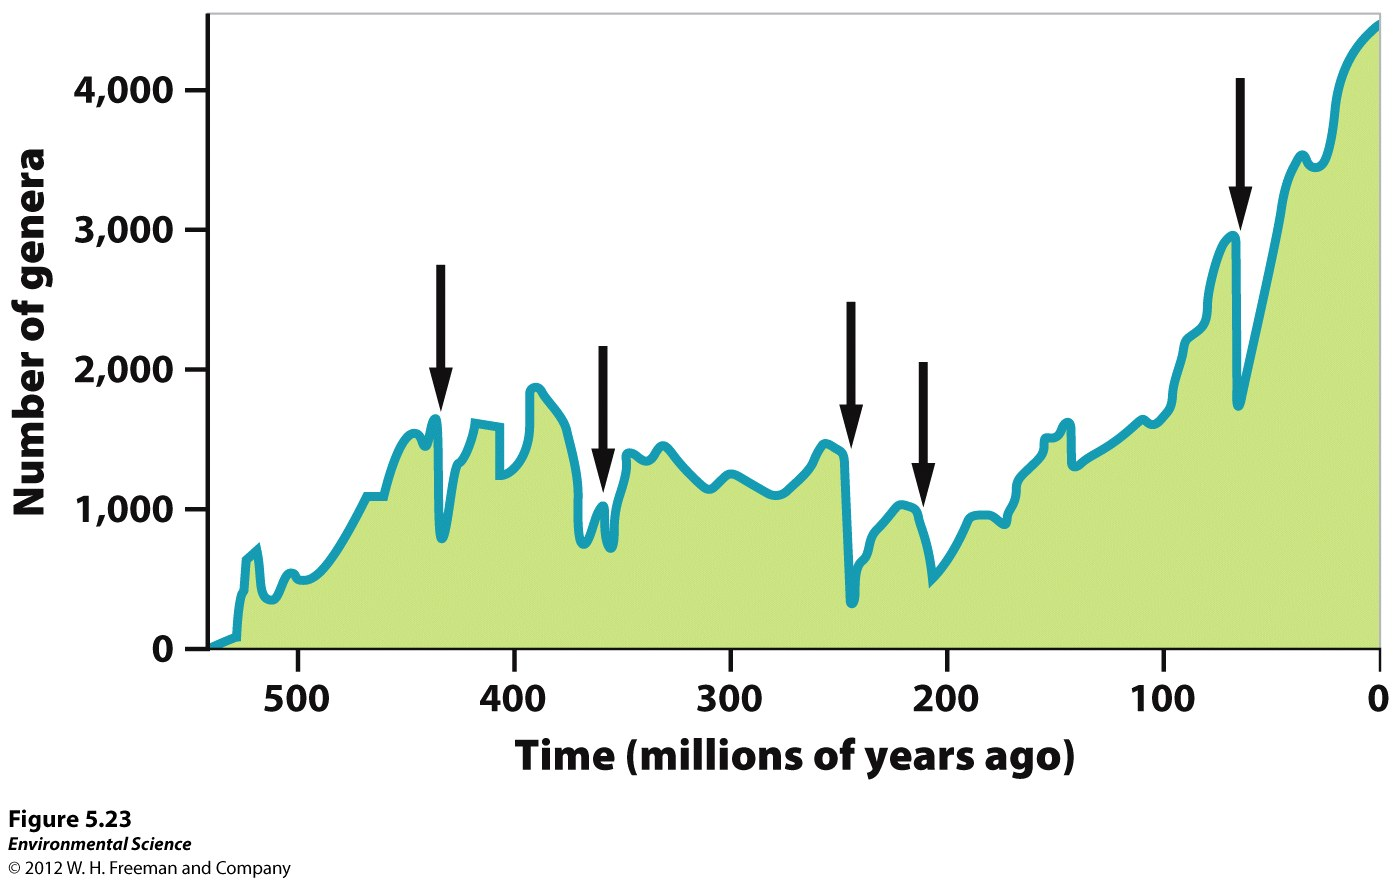 Number of genera
4,000
3,000
2,000
1,000
0
500 400 300 200 100 0
Time (millions of years ago)
Figure 5.23
Environmental Science
© 2012 W. H. Freeman and Company